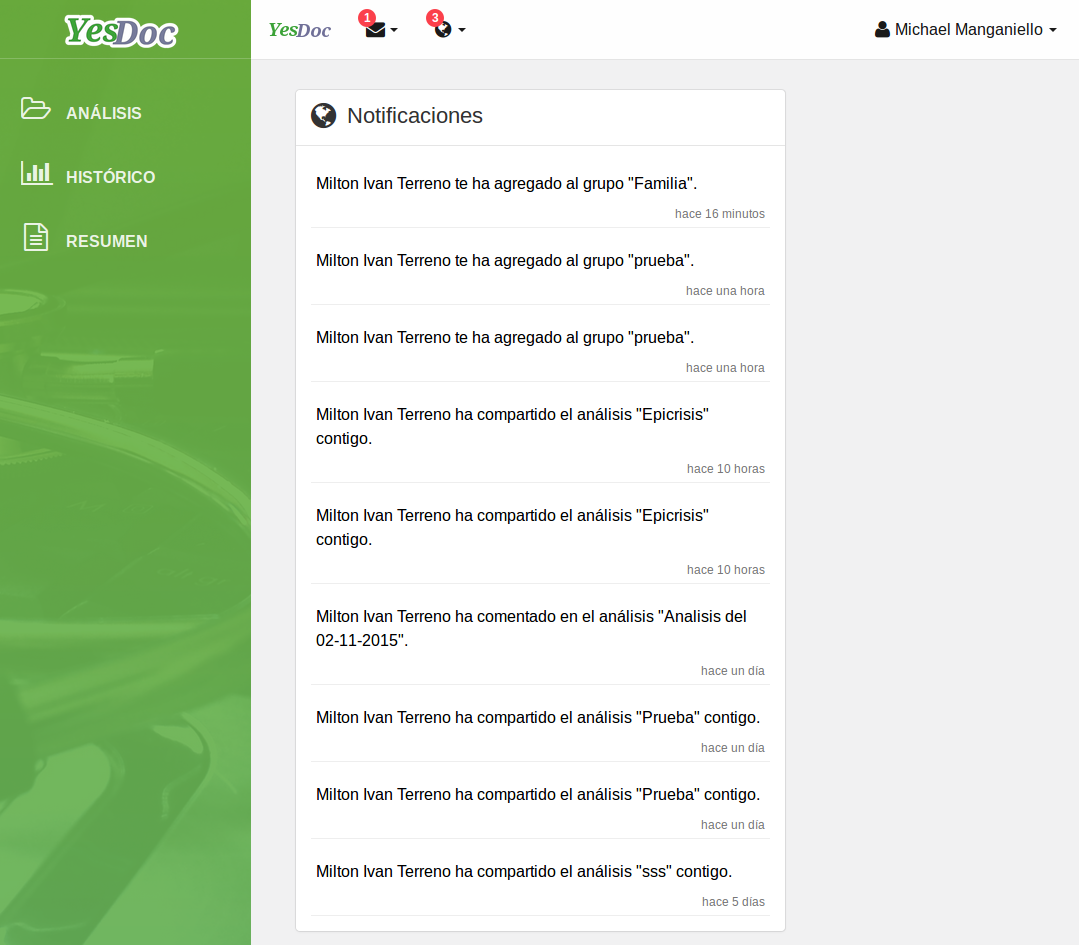 YesDoc
YesDoc
1
3
Michael Manganiello
ANÁLISIS
HISTÓRICO
RESUMEN
Notificaciones
Milton Ivan Terreno te ha agregado al grupo "Familia".
hace 16 minutos
Milton Ivan Terreno te ha agregado al grupo "prueba".
hace una hora
Milton Ivan Terreno te ha agregado al grupo "prueba".
hace una hora
Milton Ivan Terreno ha compartido el análisis "Epicrisis"
contigo.
hace 10 horas
Milton Ivan Terreno ha compartido el análisis "Epicrisis"
contigo.
hace 10 horas
Milton Ivan Terreno ha comentado en el análisis "Analisis del
02-11-2015".
hace un día
Milton Ivan Terreno ha compartido el análisis "Prueba" contigo.
hace un día
Milton Ivan Terreno ha compartido el análisis "Prueba" contigo.
hace un día
Milton Ivan Terreno ha compartido el análisis "sss" contigo.
hace 5 días